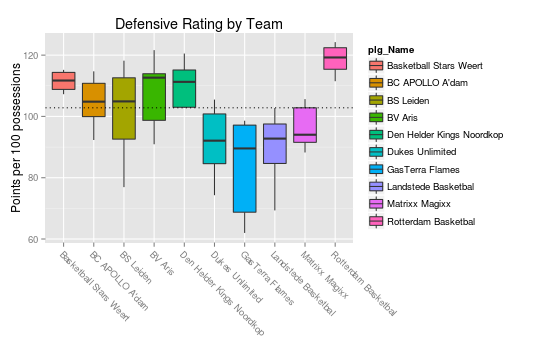 Defensive Rating by Team
Points per 100 possessions
120
100
80
60
Basketball Stars Weert
BC APOLLO A'dam
BS Leiden
BV Aris
Den Helder Kings Noordkop
Dukes Unlimited
GasTerra Flames
Landstede Basketbal
Matrixx Magixx
Rotterdam Basketbal
plg_Name
Basketball Stars Weert
BC APOLLO A'dam
BS Leiden
BV Aris
Den Helder Kings Noordkop
Dukes Unlimited
GasTerra Flames
Landstede Basketbal
Matrixx Magixx
Rotterdam Basketbal